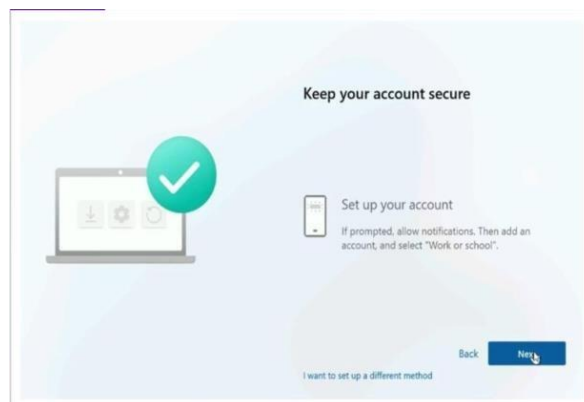 Keep your account secure
Set up your account
If prompted, allow notifications. Then add an
account, and select "Work or school".
Back
Next
I want to set up a different method